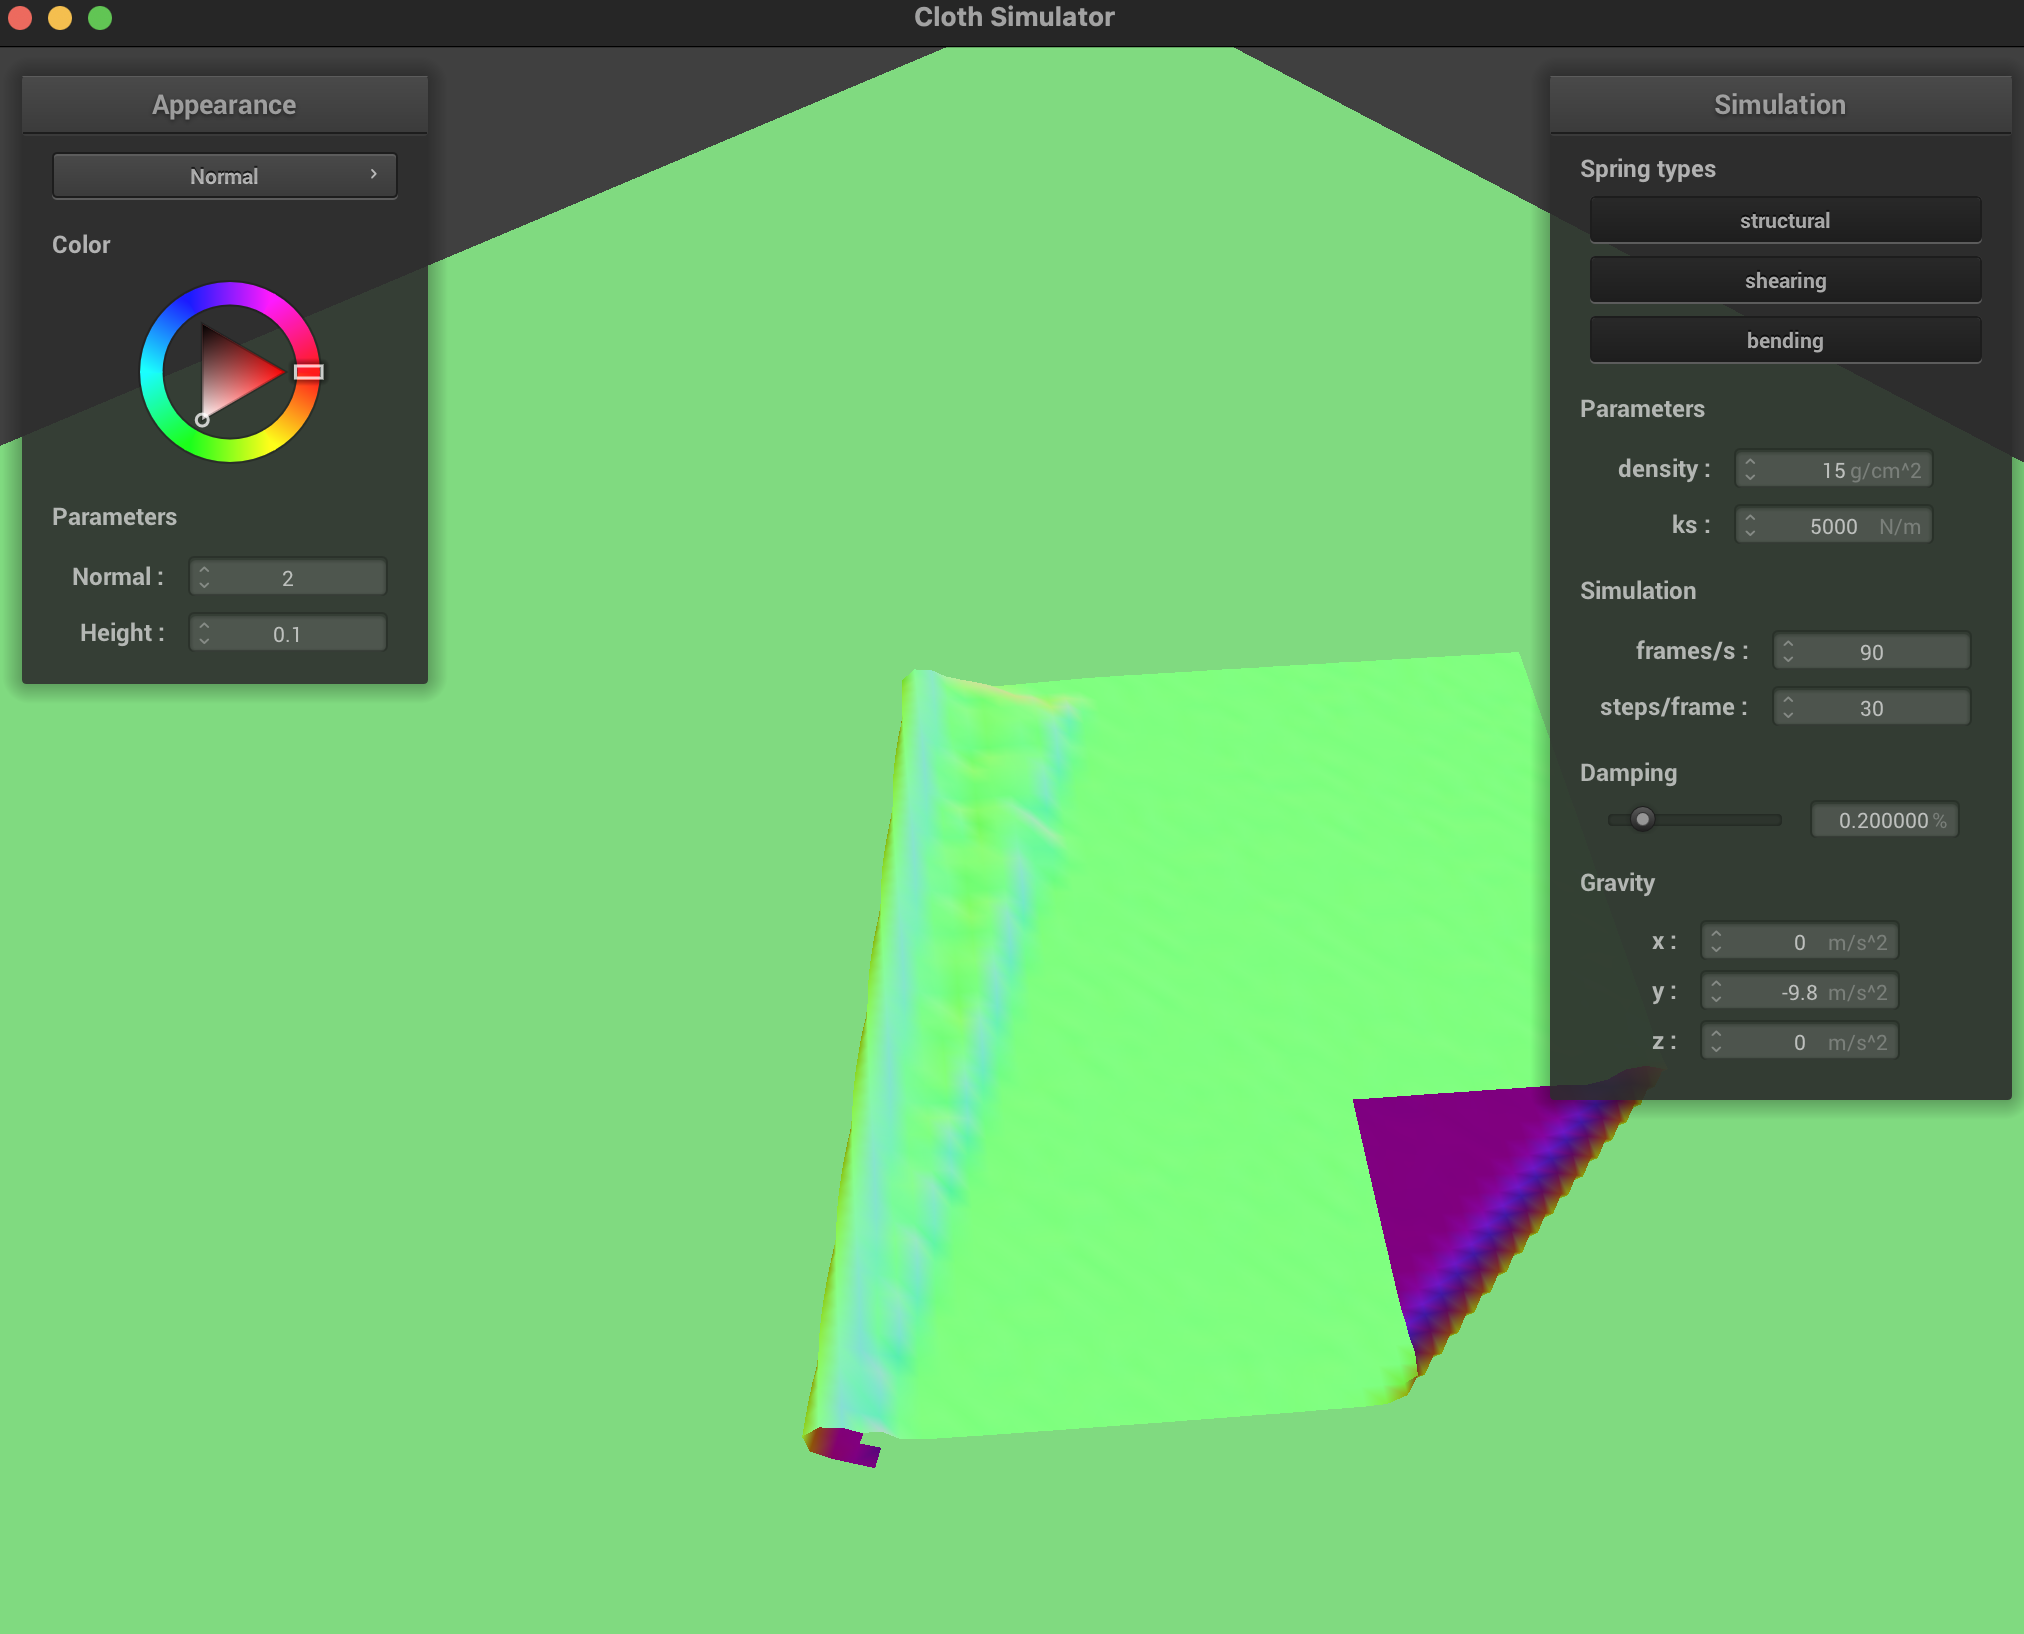 Cloth Simulator
Appearance
Normal
Color
Parameters
Normal : 2
Height : 0.1
Simulation
Spring types
structural
shearing
bending
Parameters
density : 15 g/cm^2
ks : 5000 N/m
Simulation
frames/s : 90
steps/frame : 30
Damping
0.200000 %
Gravity
x : 0 m/s^2
y : -9.8 m/s^2
z : 0 m/s^2